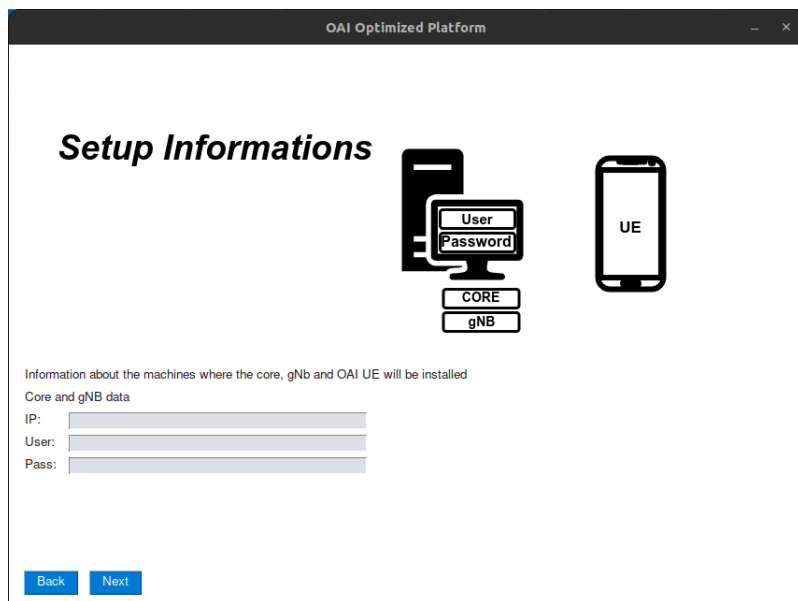 OAI Optimized Platform
Setup Informations
User
Password
CORE
gNB
UE
Information about the machines where the core, gNb and OAI UE will be installed
Core and gNB data
IP:
User:
Pass:
Back Next